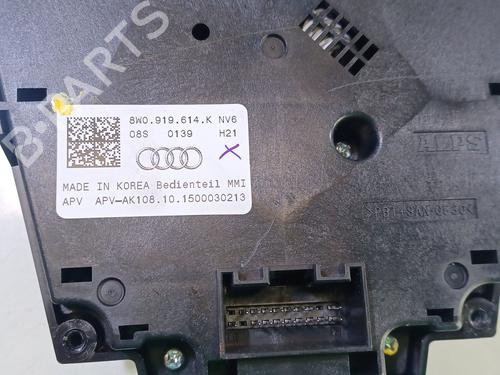 B-PARTS
8W0.919.614.K NV6
08S 0139 H21
MADE IN KOREA Bedienteil MMI
APV APV-AK108.10.1500030213
ALPS